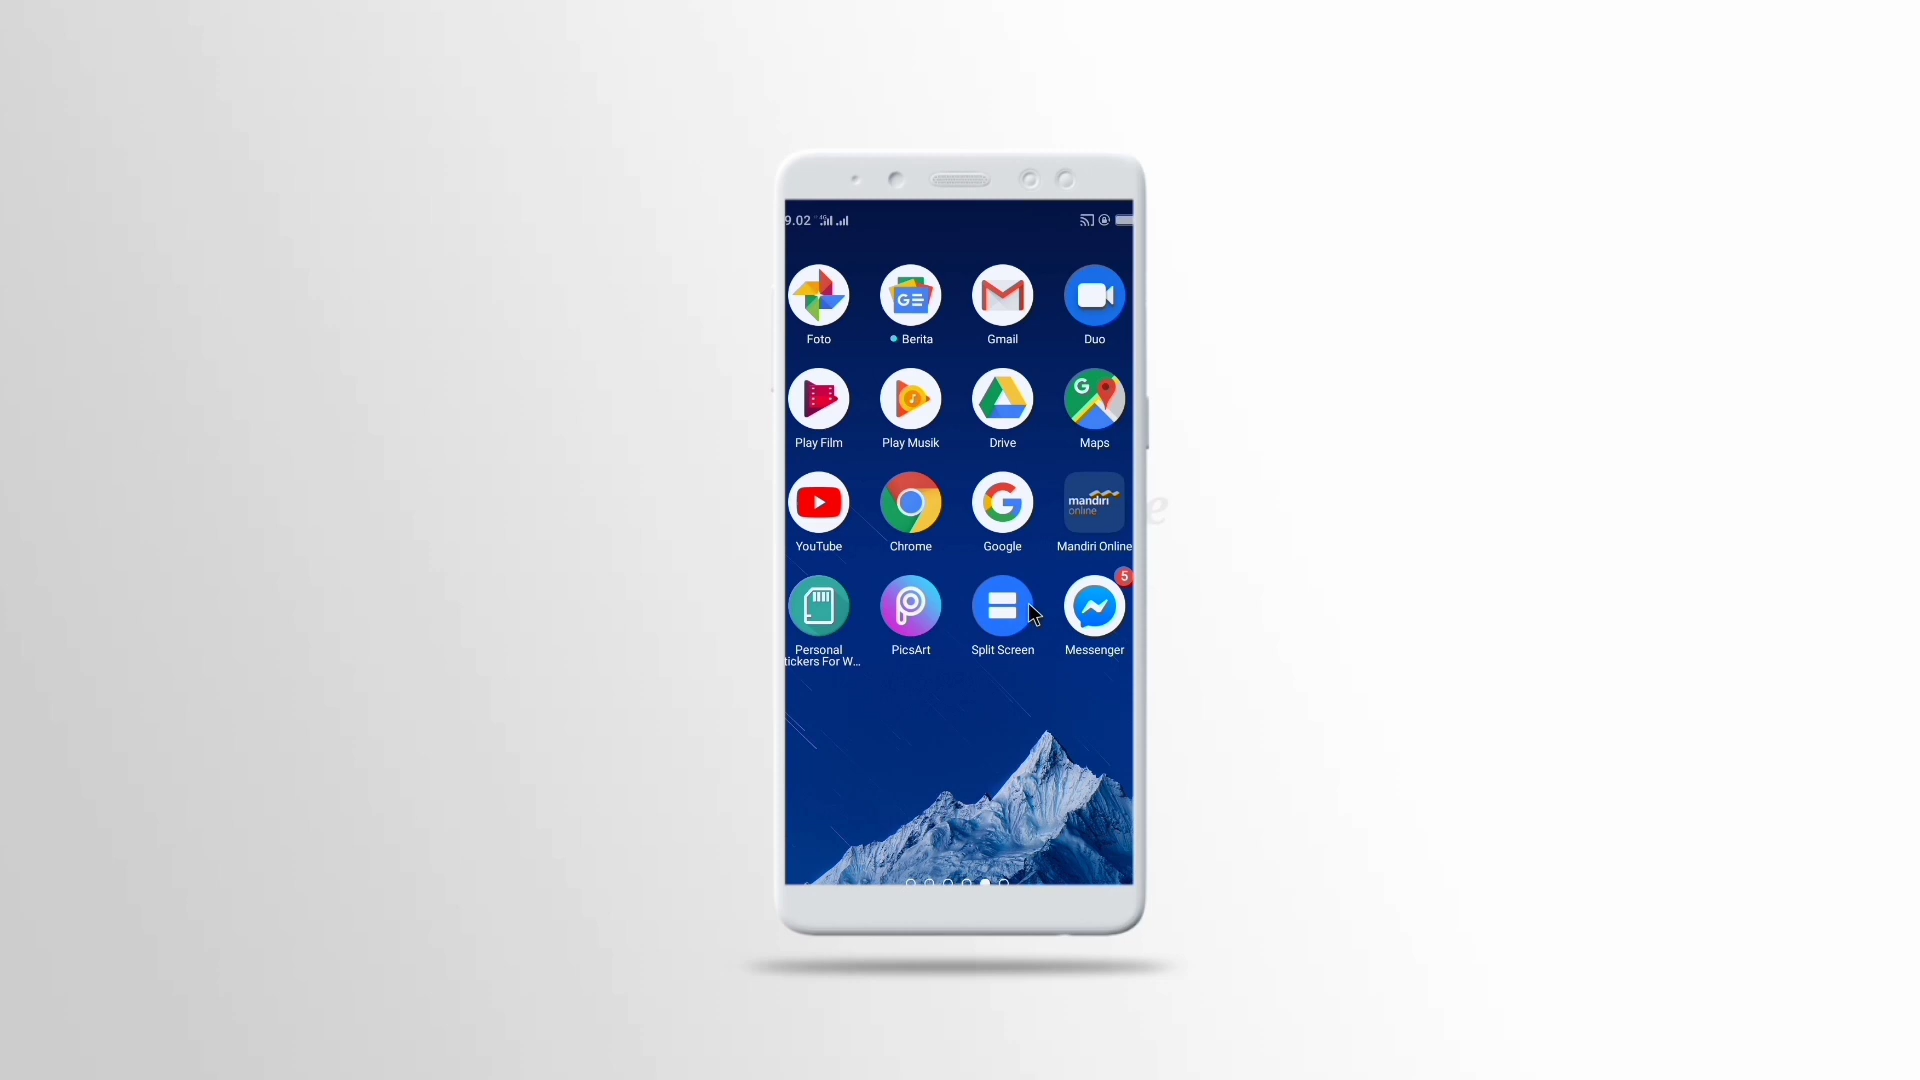 9.02 4G
Foto
Berita
Gmail
Duo
Play Film
Play Musik
Drive
Maps
YouTube
Chrome
Google
mandiri
online
Mandiri Online
5
Personal
tickers For W...
PicsArt
Split Screen
Messenger
e